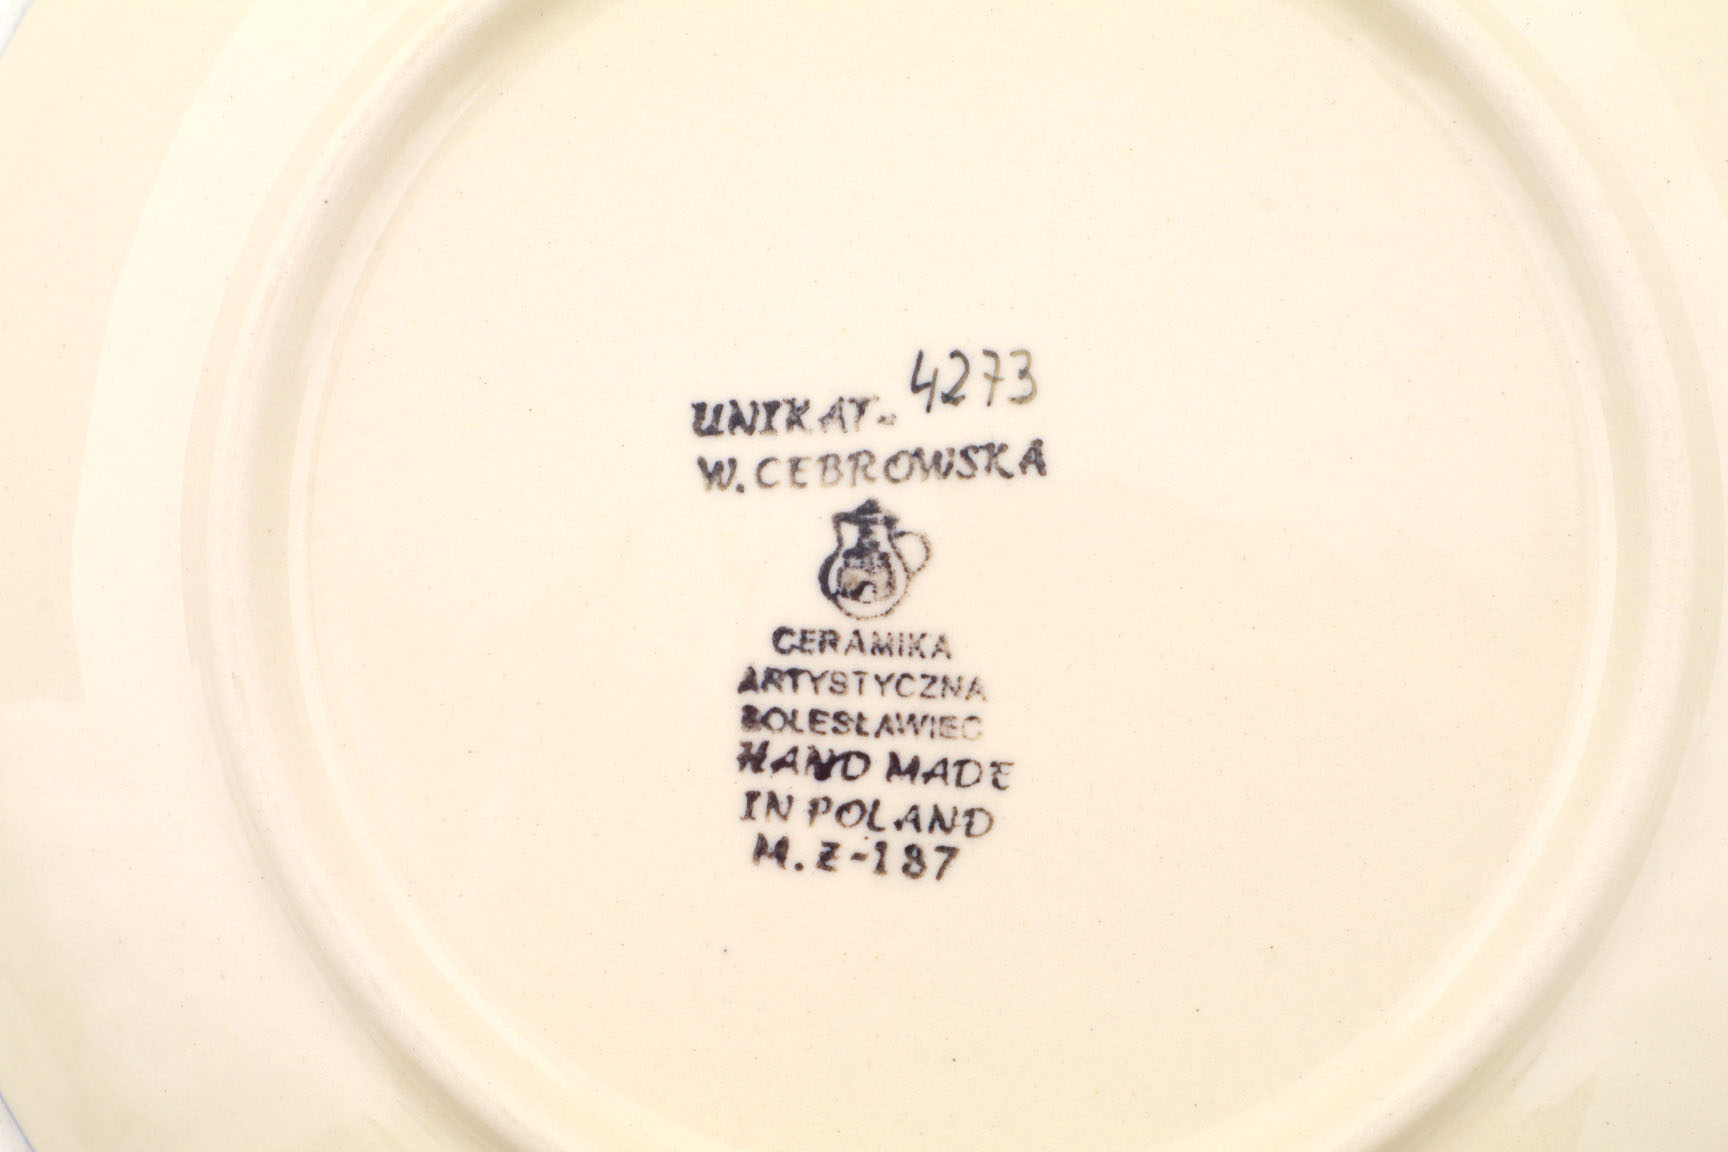 UNIKAT- 4273
W. CEBROWSKA
CERAMIKA
ARTYSTYCZNA
BOLESŁAWIEC
HAND MADE
IN POLAND
M.Z-187